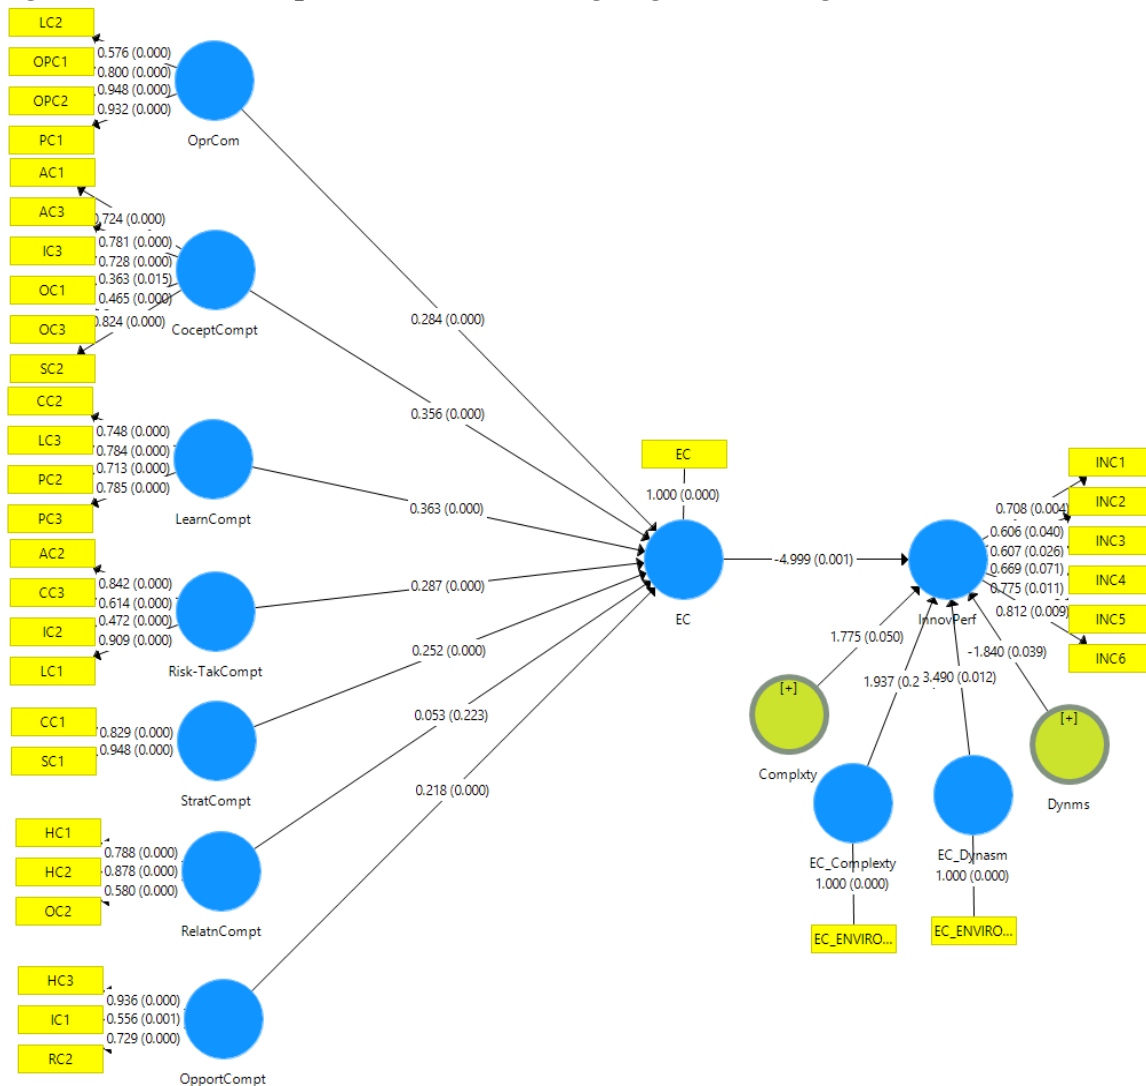 LC2
OPC1
OPC2
PC1
0.576 (0.000)
0.800 (0.000)
0.948 (0.000)
0.932 (0.000)
OprCom
AC1
AC3
IC3
OC1
OC3
SC2
0.724 (0.000)
0.781 (0.000)
0.728 (0.000)
0.363 (0.015)
0.465 (0.000)
0.824 (0.000)
CoceptCompt
CC2
LC3
PC2
PC3
0.748 (0.000)
0.784 (0.000)
0.713 (0.000)
0.785 (0.000)
LearnCompt
AC2
CC3
IC2
LC1
0.842 (0.000)
0.614 (0.000)
0.472 (0.000)
0.909 (0.000)
Risk-TakCompt
CC1
SC1
0.829 (0.000)
0.948 (0.000)
StratCompt
HC1
HC2
OC2
0.788 (0.000)
0.878 (0.000)
0.580 (0.000)
RelatnCompt
HC3
IC1
RC2
0.936 (0.000)
0.556 (0.001)
0.729 (0.000)
OpportCompt
0.284 (0.000)
0.356 (0.000)
0.363 (0.000)
0.287 (0.000)
0.252 (0.000)
0.053 (0.223)
0.218 (0.000)
EC
1.000 (0.000)
EC
-4.999 (0.001)
InnovPerf
0.708 (0.004)
0.606 (0.040)
0.607 (0.026)
0.669 (0.071)
0.775 (0.011)
0.812 (0.009)
INC1
INC2
INC3
INC4
INC5
INC6
1.775 (0.050)
1.937 (0.2
3.490 (0.012)
-1.840 (0.039)
[+]
Complxty
[+]
Dynms
EC_Complexty
1.000 (0.000)
EC_ENVIRO...
EC_Dynasm
1.000 (0.000)
EC_ENVIRO...